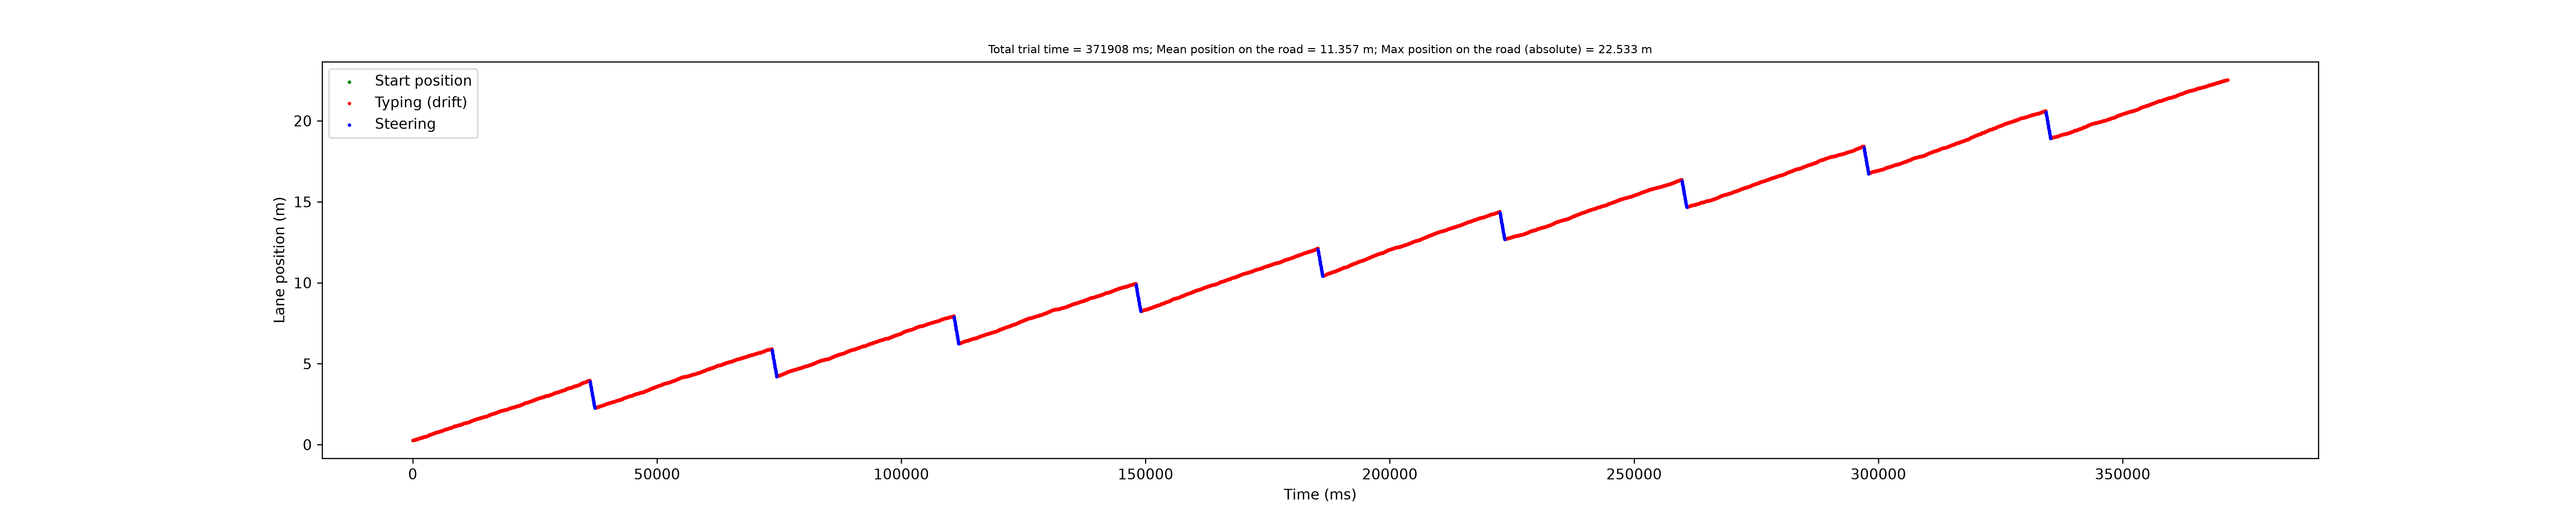 Total trial time = 371908 ms; Mean position on the road = 11.357 m; Max position on the road (absolute) = 22.533 m
Start position
Typing (drift)
Steering
Lane position (m)
20
15
10
5
0
0 50000 100000 150000 200000 250000 300000 350000
Time (ms)